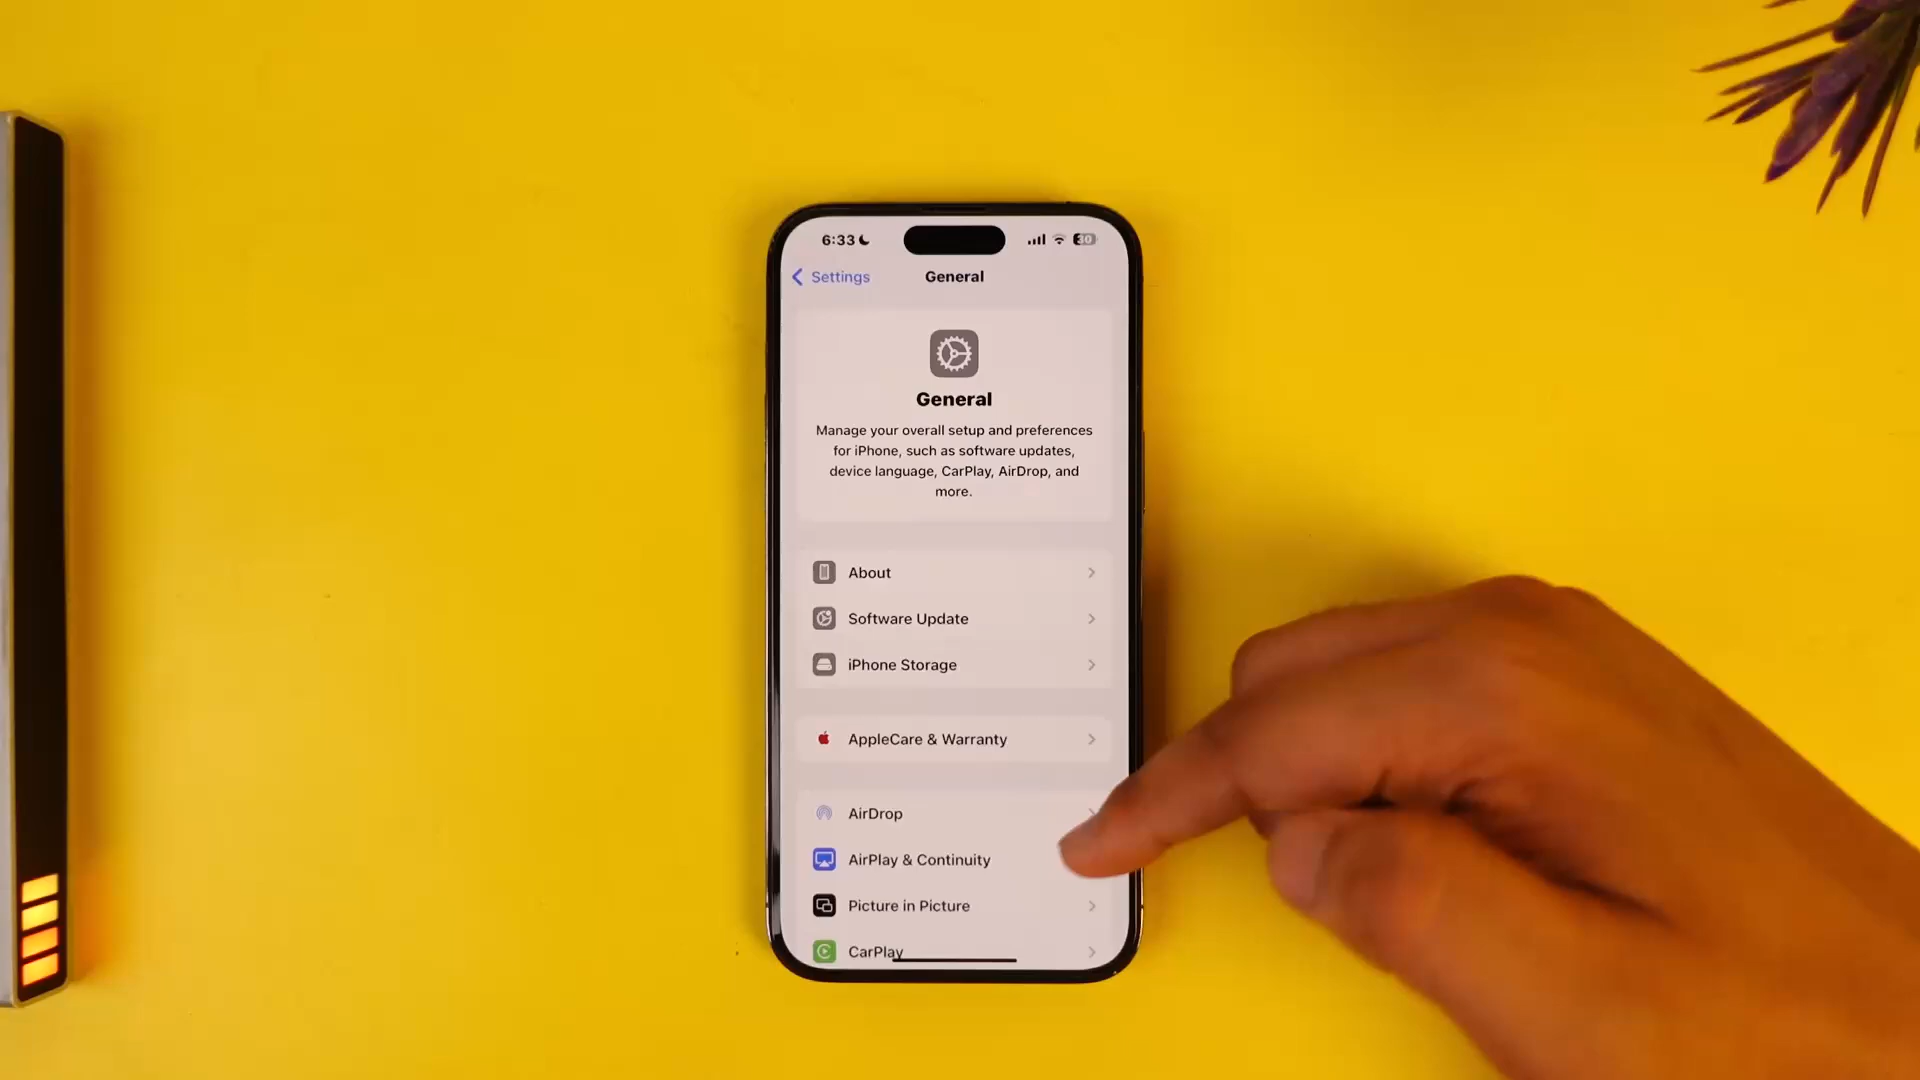 6:33
30
Settings
General
General
Manage your overall setup and preferences
for iPhone, such as software updates,
device language, CarPlay, AirDrop, and
more.
About
Software Update
iPhone Storage
AppleCare & Warranty
AirDrop
AirPlay & Continuity
Picture in Picture
CarPlay